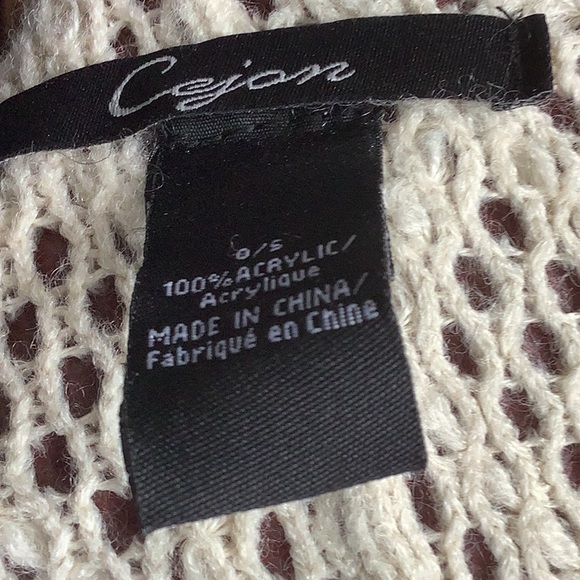 Cejon
O/S
100% ACRYLIC/
Acrylique
MADE IN CHINA/
Fabriqué en Chine